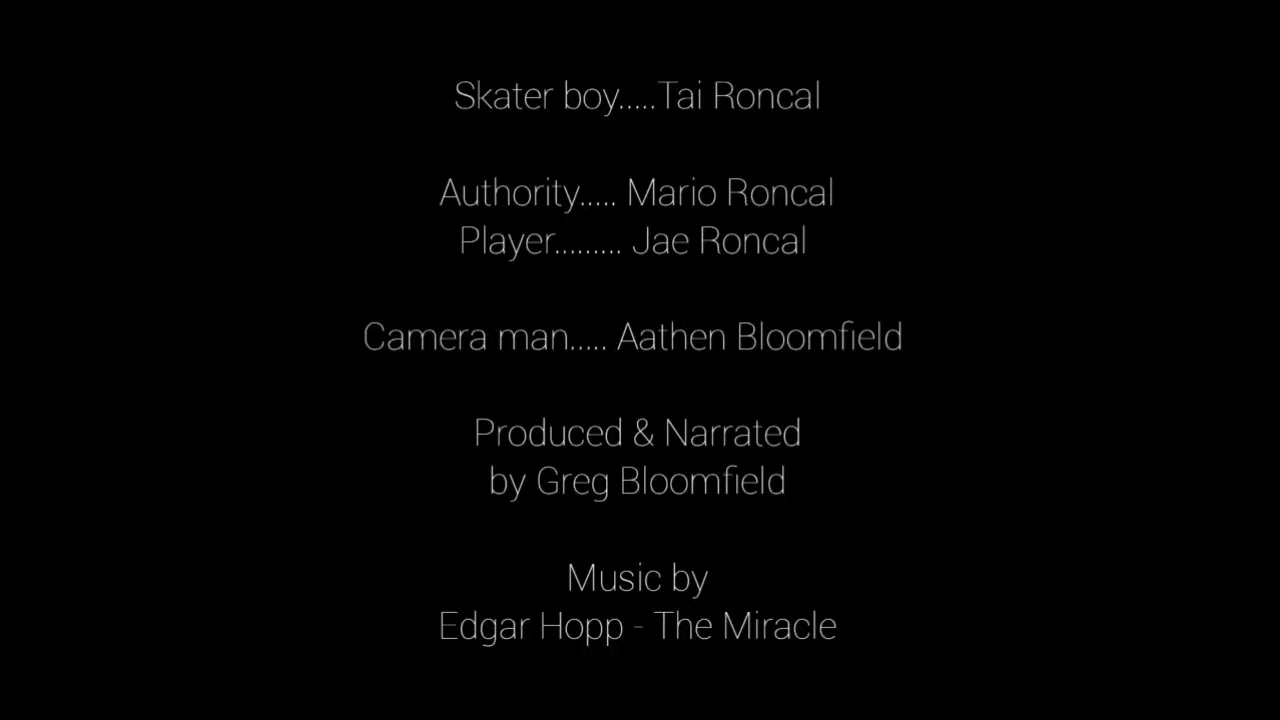 Skater boy.....Tai Roncal
Authority..... Mario Roncal
Player......... Jae Roncal
Camera man..... Aathen Bloomfield
Produced & Narrated
by Greg Bloomfield
Music by
Edgar Hopp - The Miracle